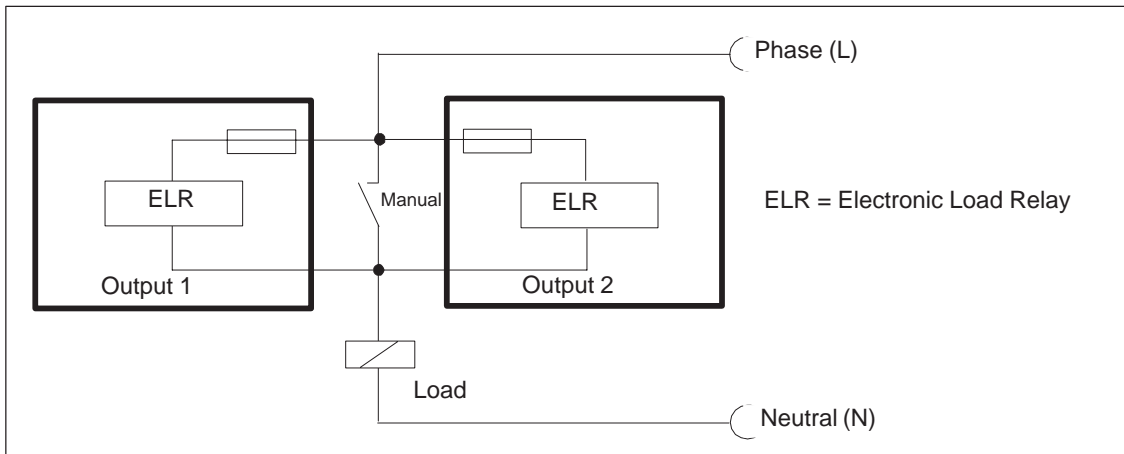 Phase (L)
ELR
Manual
ELR
ELR = Electronic Load Relay
Output 1
Output 2
Load
Neutral (N)